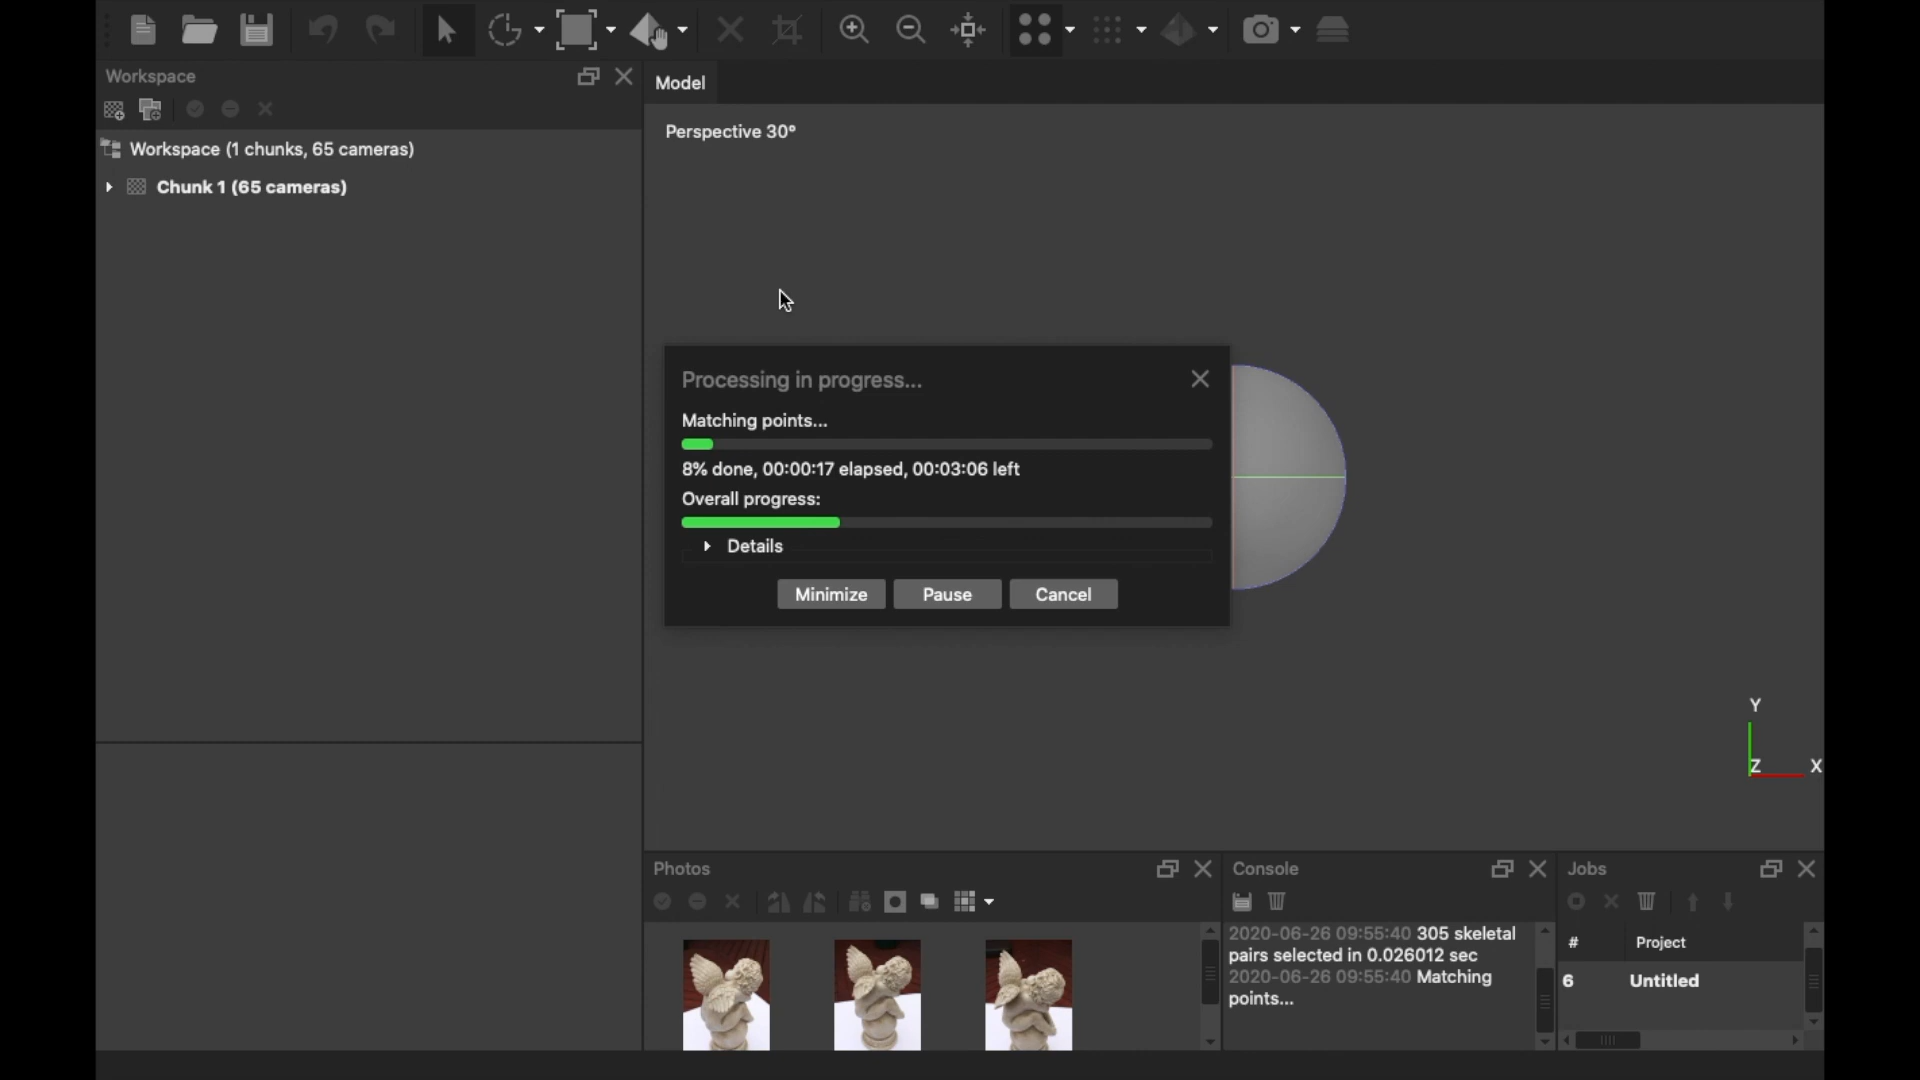 Workspace
Workspace (1 chunks, 65 cameras)
Chunk 1 (65 cameras)
Model
Perspective 30°
Processing in progress...
Matching points...
8% done, 00:00:17 elapsed, 00:03:06 left
Overall progress:
Details
Minimize
Pause
Cancel
Y
Z
X
Photos
Console
2020-06-26 09:55:40 305 skeletal
pairs selected in 0.026012 sec
2020-06-26 09:55:40 Matching
points...
Jobs
# Project
6 Untitled